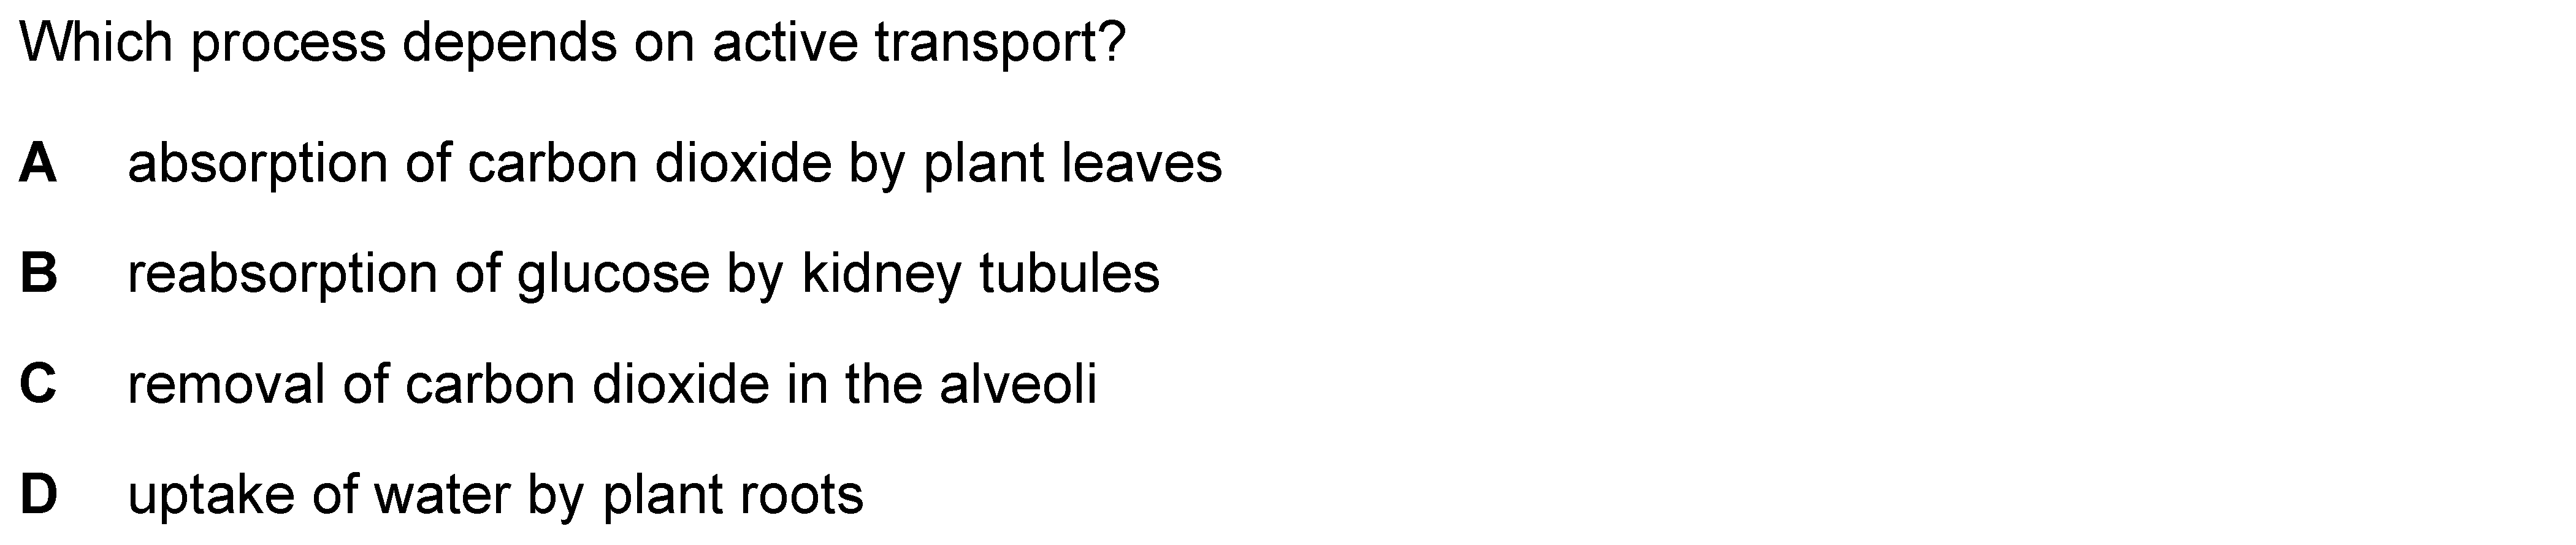 Which process depends on active transport?
A absorption of carbon dioxide by plant leaves
B reabsorption of glucose by kidney tubules
C removal of carbon dioxide in the alveoli
D uptake of water by plant roots